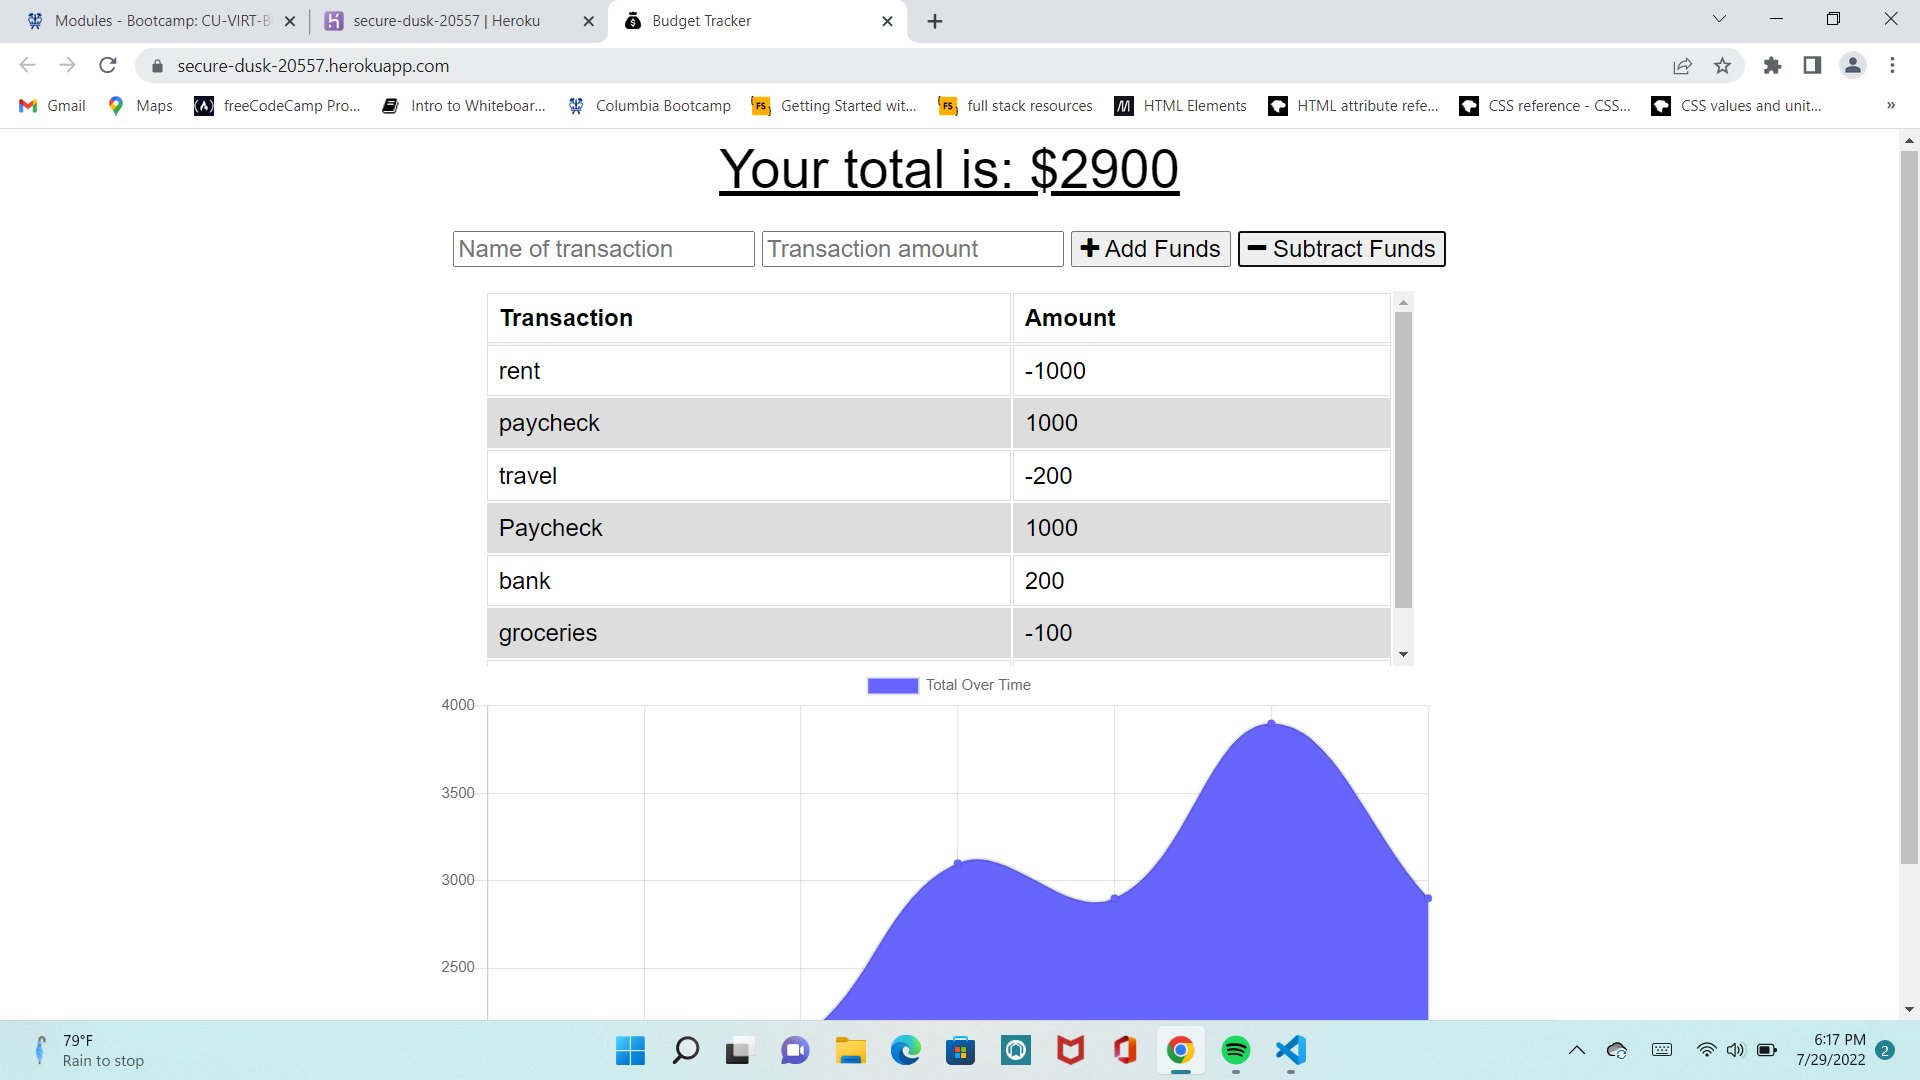 Modules - Bootcamp: CU-VIRT-B
secure-dusk-20557 | Heroku
Budget Tracker
secure-dusk-20557.herokuapp.com
Gmail
Maps
freeCodeCamp Pro...
Intro to Whiteboar...
Columbia Bootcamp
FS
Getting Started wit...
FS
full stack resources
HTML Elements
HTML attribute refe...
CSS reference - CSS...
CSS values and unit...
»
Your total is: $2900
Name of transaction
Transaction amount
Add Funds
Subtract Funds
Transaction Amount
rent -1000
paycheck 1000
travel -200
Paycheck 1000
bank 200
groceries -100
Total Over Time
4000
3500
3000
2500
79°F
Rain to stop
6:17 PM
7/29/2022
2